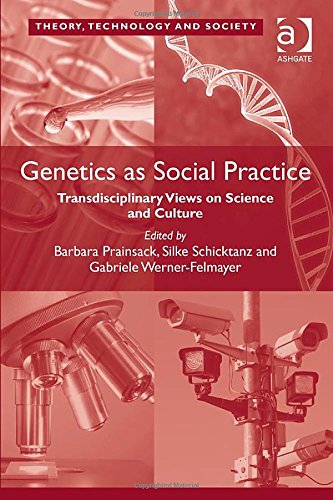 THEORY, TECHNOLOGY AND SOCIETY
a
ASHGATE
Genetics as Social Practice
Transdisciplinary Views on Science
and Culture
Edited by
Barbara Prainsack, Silke Schicktanz and
Gabriele Werner-Felmayer